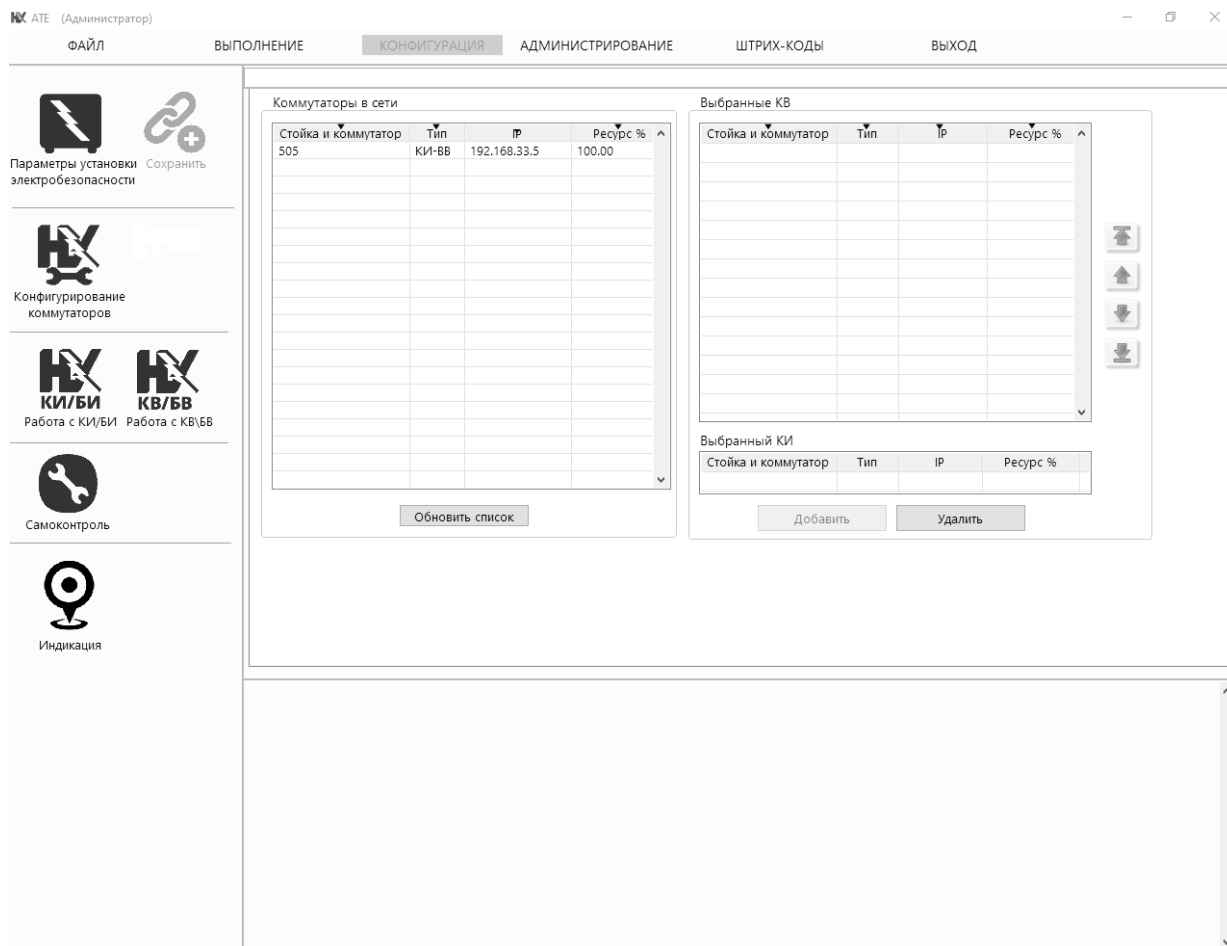 НК ATE (Администратор)
ФАЙЛ ВЫПОЛНЕНИЕ КОНФИГУРАЦИЯ АДМИНИСТРИРОВАНИЕ ШТРИХ-КОДЫ ВЫХОД
Параметры установки электробезопасности
Сохранить
Конфигурирование
коммутаторов
КИ/БИ
Работа с КИ/БИ
КВ/БВ
Работа с КВ\БВ
Самоконтроль
Индикация
Коммутаторы в сети
Стойка и коммутатор Тип IP Ресурс %
505 КИ-ВВ 192.168.33.5 100.00
Обновить список
Выбранные КВ
Стойка и коммутатор Тип IP Ресурс %
Выбранный КИ
Стойка и коммутатор Тип IP Ресурс %
Добавить Удалить